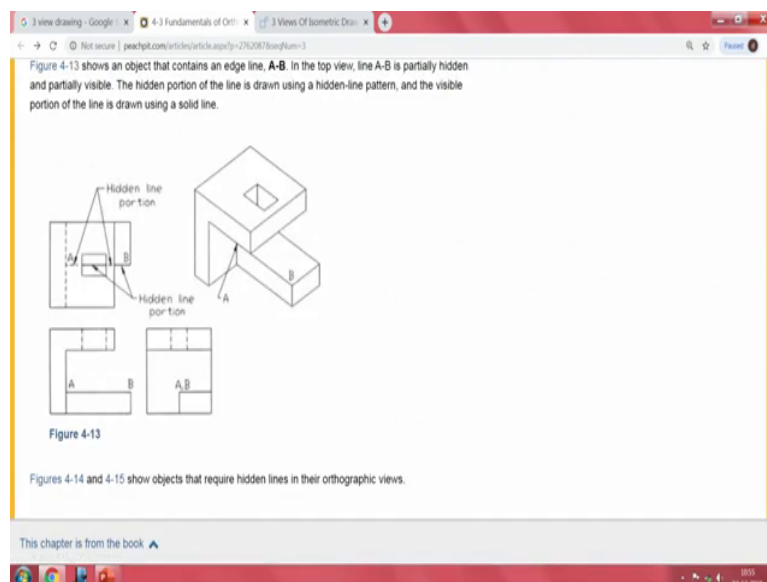 3 view drawing - Google
4-3 Fundamentals of Orth
3 Views Of Isometric Draw
Not secure | peachpit.com/articles/article.aspx?p=2762087&seqNum=3
Paused
Figure 4-13 shows an object that contains an edge line, A-B. In the top view, line A-B is partially hidden
and partially visible. The hidden portion of the line is drawn using a hidden-line pattern, and the visible
portion of the line is drawn using a solid line.
Hidden line
portion
A
B
Hidden line
portion
B
A
A
B
A,B
Figure 4-13
Figures 4-14 and 4-15 show objects that require hidden lines in their orthographic views.
This chapter is from the book
10:55